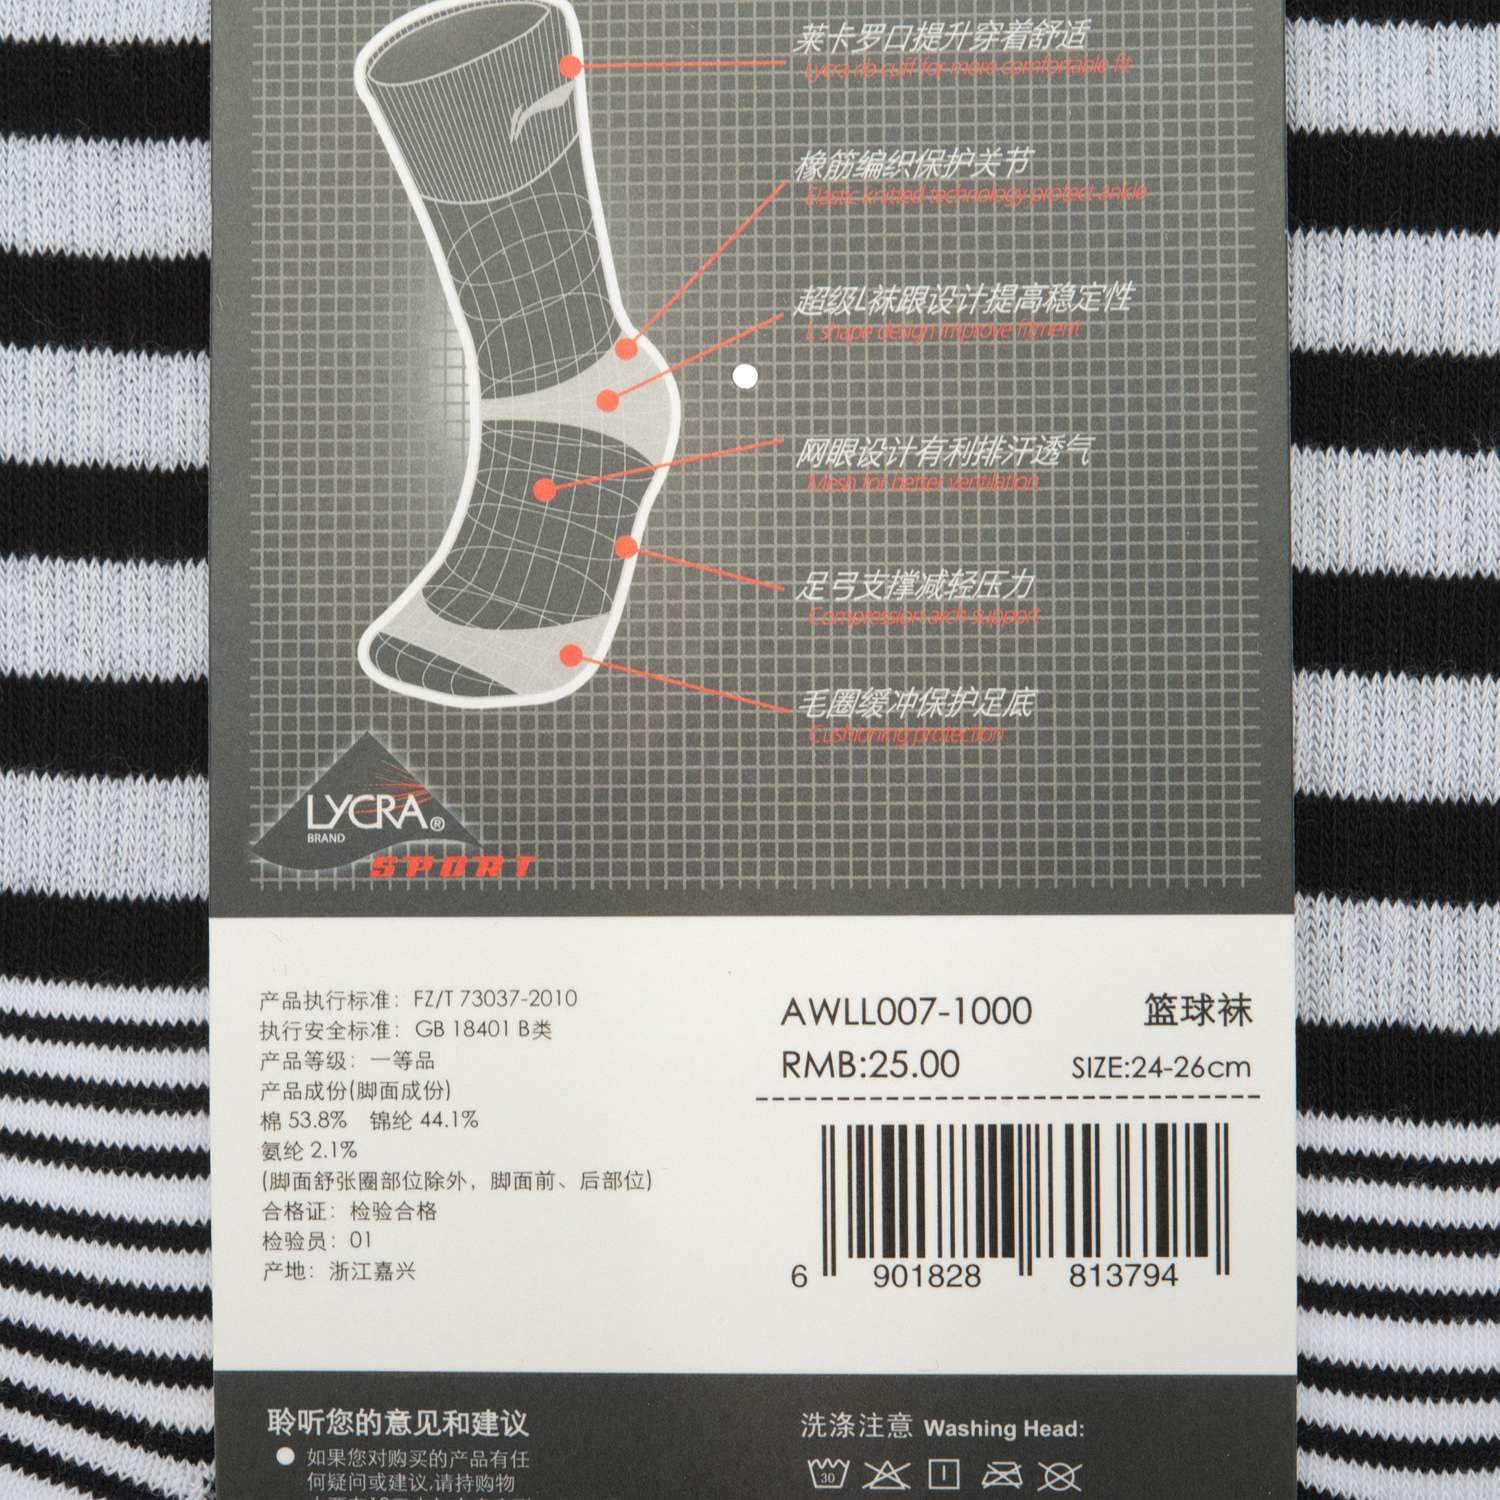 莱卡罗口提升穿着舒适
Lycra rib cuff for more comfortable fit
橡筋编织保护关节
Elastic knitted technology protect ankle
超级L袜跟设计提高稳定性
L shape design improve fitment
网眼设计有利排汗透气
Mesh for better ventilation
足弓支撑减轻压力
Compression arch support
毛圈缓冲保护足底
Cushioning protection
LYCRA®
BRAND
SPORT
产品执行标准：FZ/T 73037-2010
执行安全标准：GB 18401 B类
产品等级：一等品
产品成份(脚面成份)
棉 53.8% 锦纶 44.1%
氨纶 2.1%
(脚面舒张圈部位除外，脚面前、后部位)
合格证：检验合格
检验员：01
产地：浙江嘉兴
AWLL007-1000 篮球袜
RMB:25.00 SIZE:24-26cm
6 901828 813794
聆听您的意见和建议
如果您对购买的产品有任
何疑问或建议,请持购物
洗涤注意 Washing Head:
30